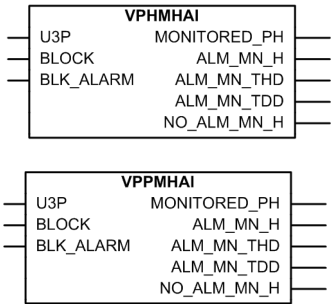 VPHMHAI
U3P MONITORED_PH
BLOCK ALM_MN_H
BLK_ALARM ALM_MN_THD
ALM_MN_TDD
NO_ALM_MN_H
VPPMHAI
U3P MONITORED_PH
BLOCK ALM_MN_H
BLK_ALARM ALM_MN_THD
ALM_MN_TDD
NO_ALM_MN_H